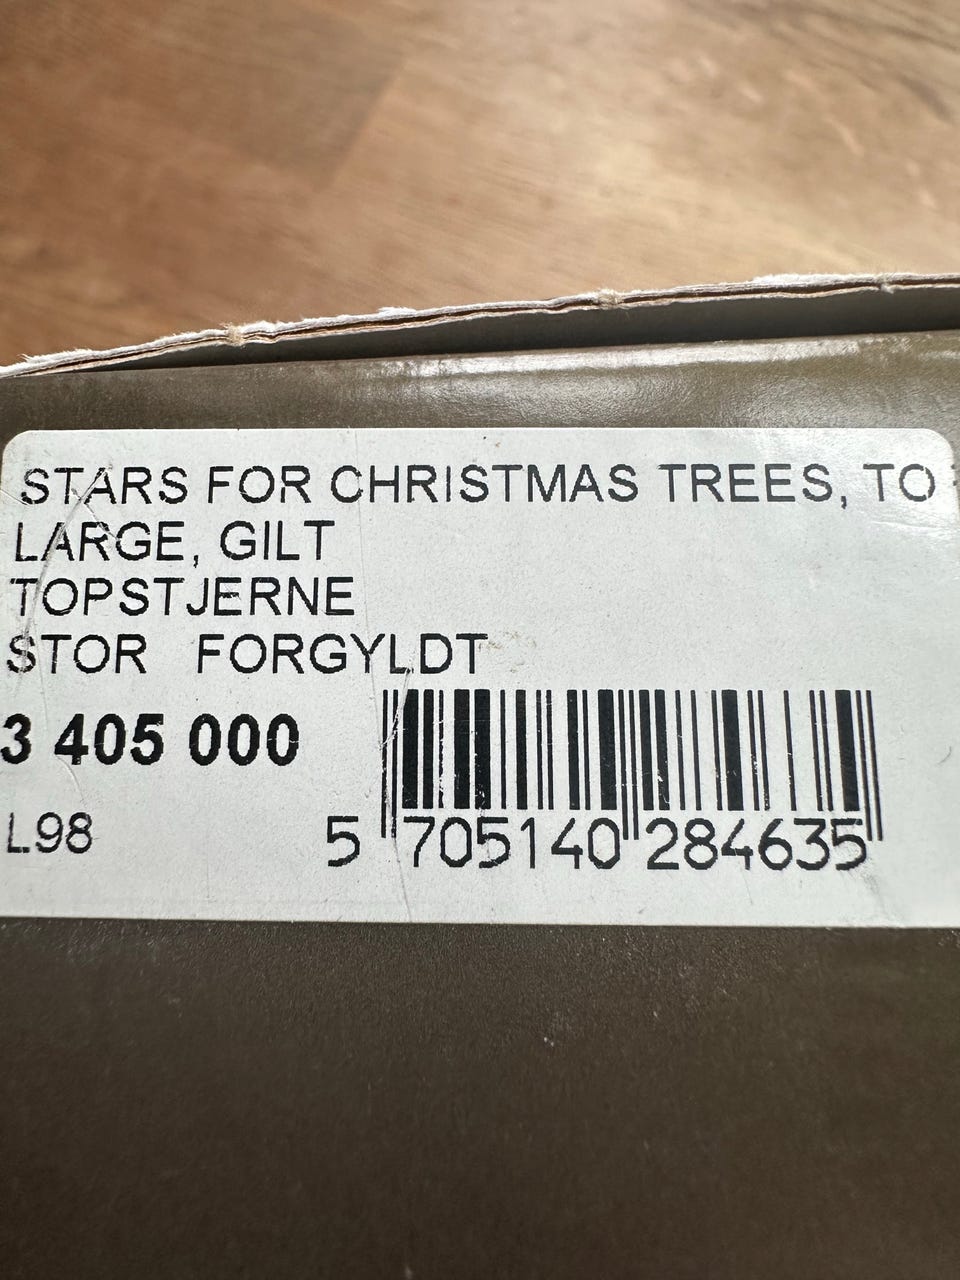 STARS FOR CHRISTMAS TREES, TO
LARGE, GILT
TOPSTJERNE
STOR FORGYLDT
3 405 000
L98
5 705140 284635